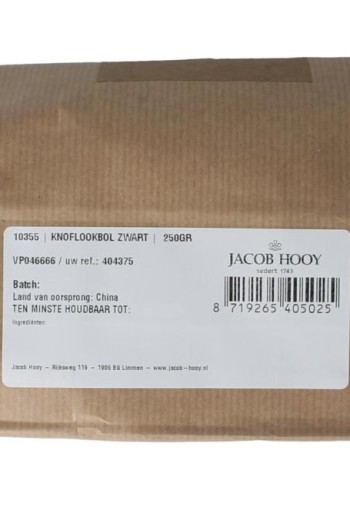 10355 | KNOFLOOKBOL ZWART | 250GR
VP046666 / uw ref.: 404375
JACOB HOOY
sedert 1743
Batch:
Land van oorsprong: China
TEN MINSTE HOUDBAAR TOT:
Ingrediënten:
8 719265 405025
Jacob Hooy – Rijksweg 119 – 1906 BG Limmen – www.jacob-hooy.nl